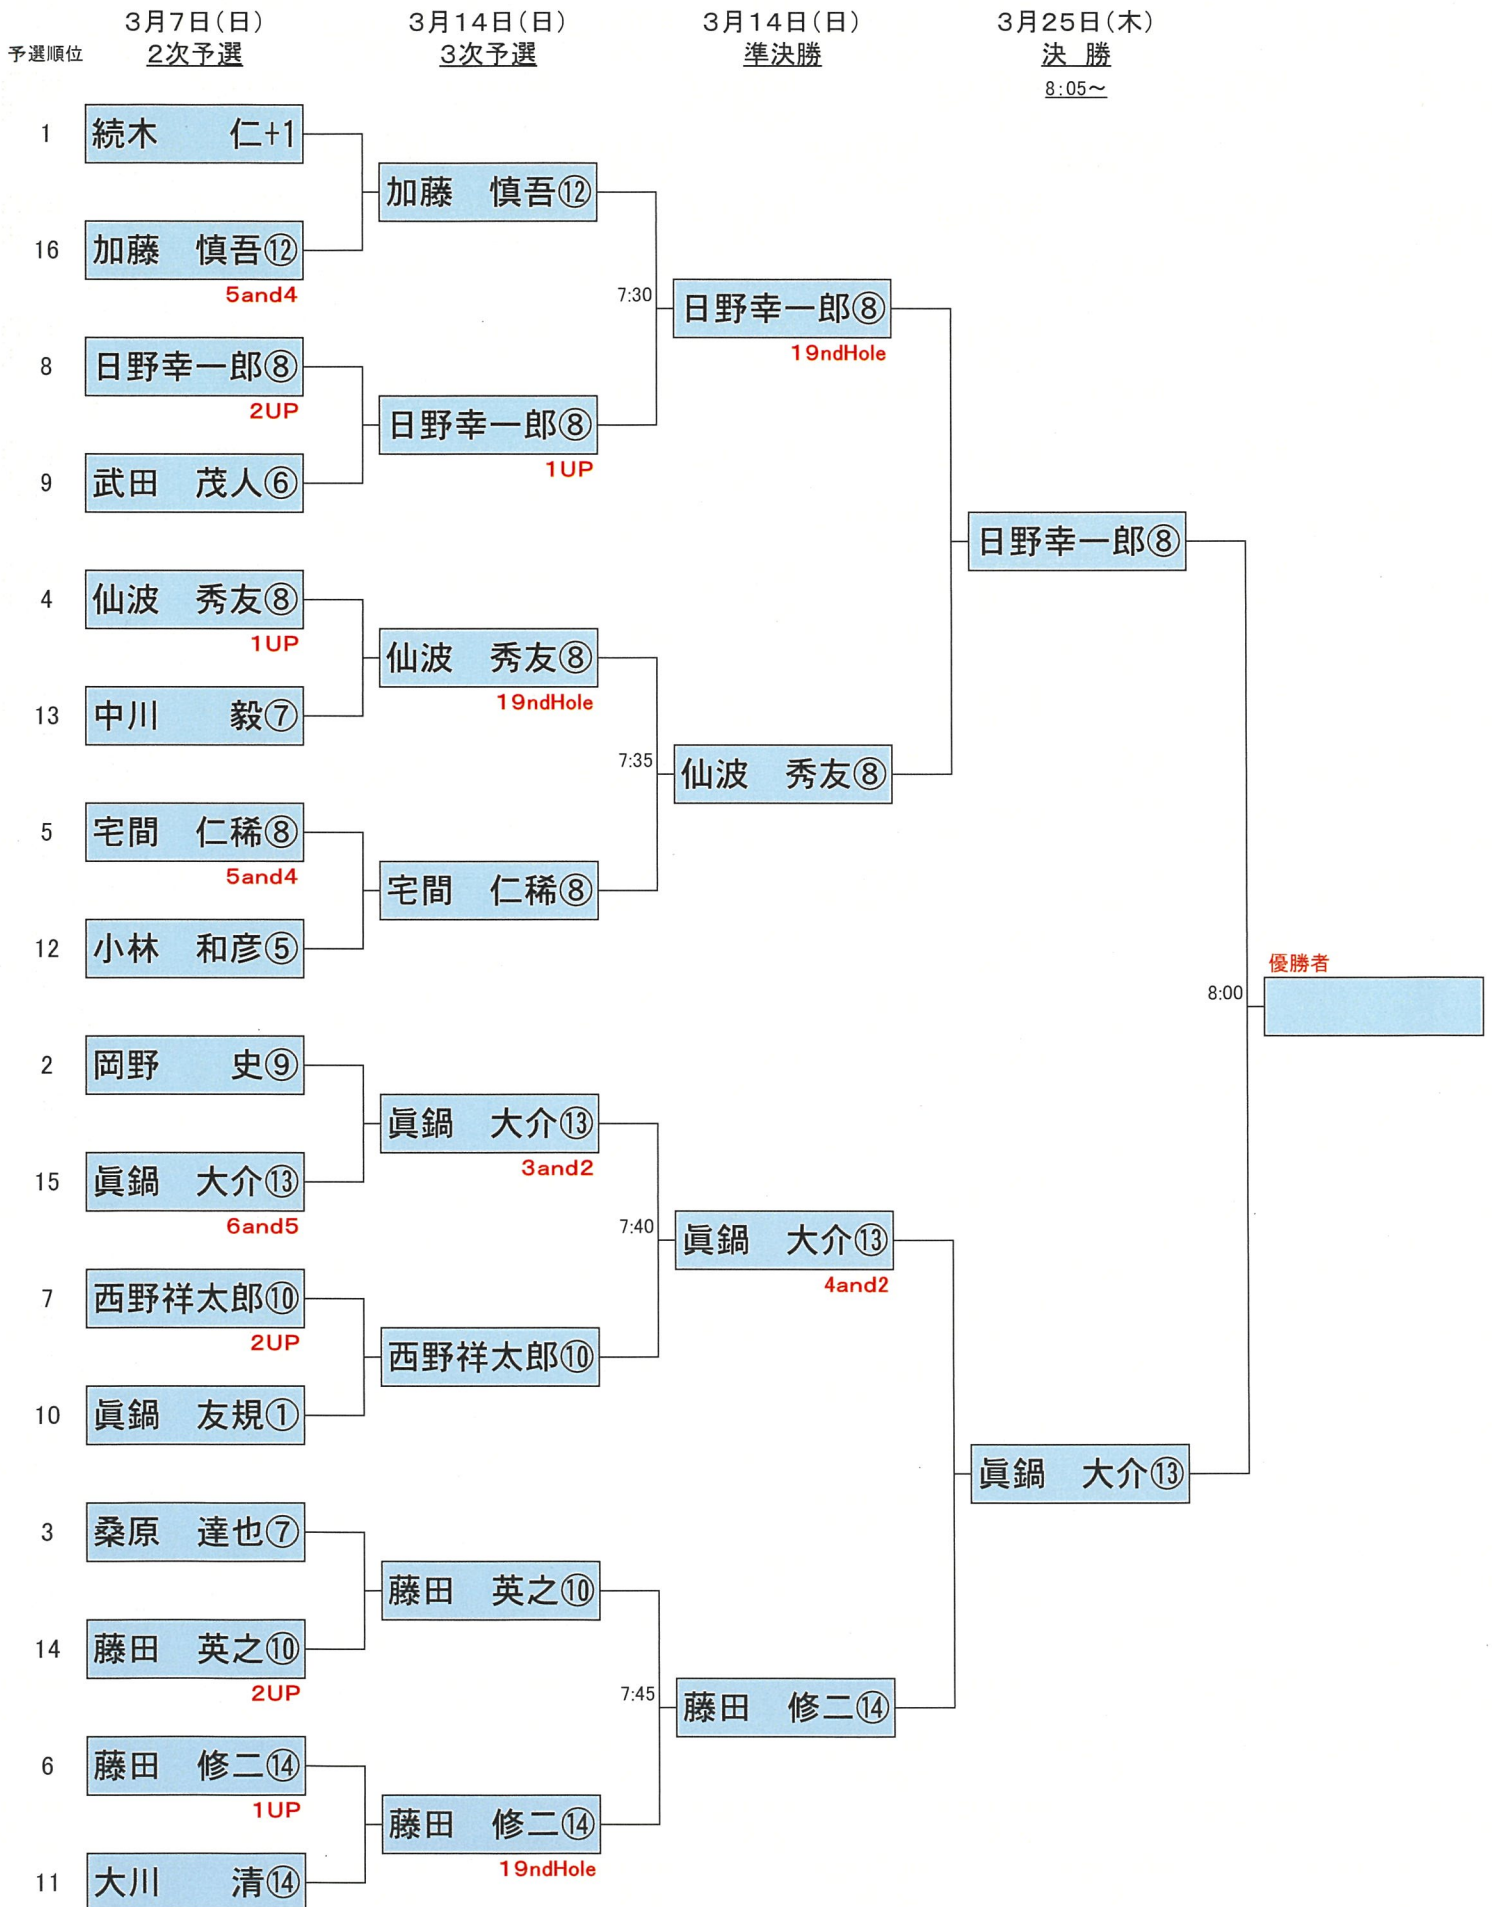 3月7日(日) 3月14日(日) 3月14日(日) 3月25日(木)
予選順位 2次予選 3次予選 準決勝 決 勝
8:05~
1 続木 仁+1
加藤 慎吾⑫
16 加藤 慎吾⑫
5and4
7:30
日野幸一郎⑧
19ndHole
8 日野幸一郎⑧
2UP
日野幸一郎⑧
1UP
9 武田 茂人⑥
日野幸一郎⑧
4 仙波 秀友⑧
1UP
仙波 秀友⑧
19ndHole
13 中川 毅⑦
7:35
仙波 秀友⑧
5 宅間 仁稀⑧
5and4
宅間 仁稀⑧
12 小林 和彦⑤
優勝者
8:00
2 岡野 史⑨
眞鍋 大介⑬
3and2
15 眞鍋 大介⑬
6and5
7:40
眞鍋 大介⑬
4and2
7 西野祥太郎⑩
2UP
西野祥太郎⑩
10 眞鍋 友規①
眞鍋 大介⑬
3 桑原 達也⑦
藤田 英之⑩
14 藤田 英之⑩
2UP
7:45
藤田 修二⑭
6 藤田 修二⑭
1UP
藤田 修二⑭
19ndHole
11 大川 清⑭